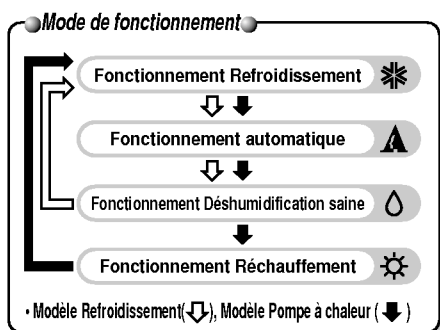 Mode de fonctionnement
Fonctionnement Refroidissement
Fonctionnement automatique
Fonctionnement Déshumidification saine
Fonctionnement Réchauffement
• Modèle Refroidissement(⇩), Modèle Pompe à chaleur (⬇)